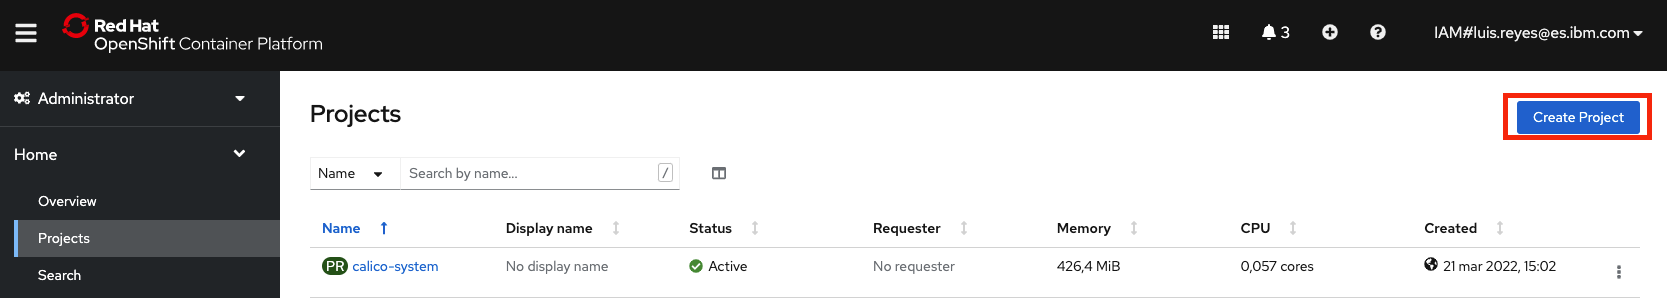 Red Hat
OpenShift Container Platform
3
IAM#luis.reyes@es.ibm.com
Administrator
Home
Overview
Projects
Search
Projects
Create Project
Name
Search by name...
/
Name Display name Status Requester Memory CPU Created
PR calico-system No display name Active No requester 426,4 MiB 0,057 cores 21 mar 2022, 15:02